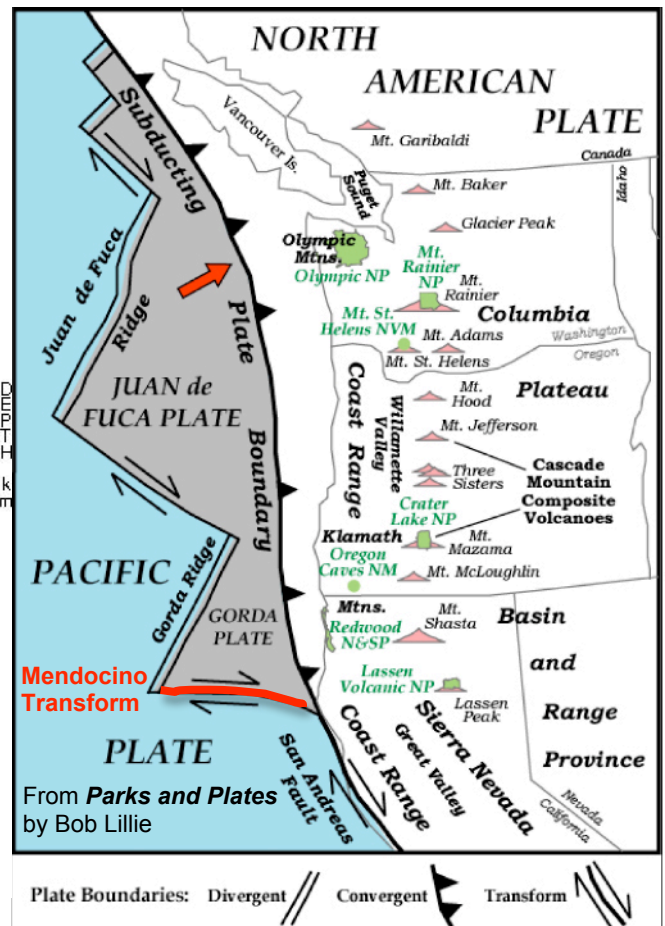 NORTH
AMERICAN
PLATE
Subducting
Plate
Boundary
Vancouver Is.
Mt. Garibaldi
Canada
Idaho
Puget
Sound
Mt. Baker
Glacier Peak
Olympic
Mtns.
Olympic NP
Mt.
Rainier
NP
Mt.
Rainier
Columbia
Mt. St.
Helens NVM
Mt. Adams
Mt. St. Helens
Washington
Oregon
Juan de Fuca
Ridge
JUAN de
FUCA PLATE
Coast Range
Willamette
Valley
Mt.
Hood
Plateau
Mt. Jefferson
Three
Sisters
Cascade
Mountain
Composite
Volcanoes
Crater
Lake NP
Klamath
Mt.
Mazama
Oregon
Caves NM
Mt. McLoughlin
D
E
P
T
H
k
m
PACIFIC
Gorda Ridge
GORDA
PLATE
Mtns.
Redwood
N&SP
Mt.
Shasta
Basin
and
Range
Province
Mendocino
Transform
Lassen
Volcanic NP
Lassen
Peak
PLATE
San Andreas
Fault
Coast Range
Great Valley
Sierra Nevada
Nevada
California
From Parks and Plates
by Bob Lillie
Plate Boundaries: Divergent Convergent Transform